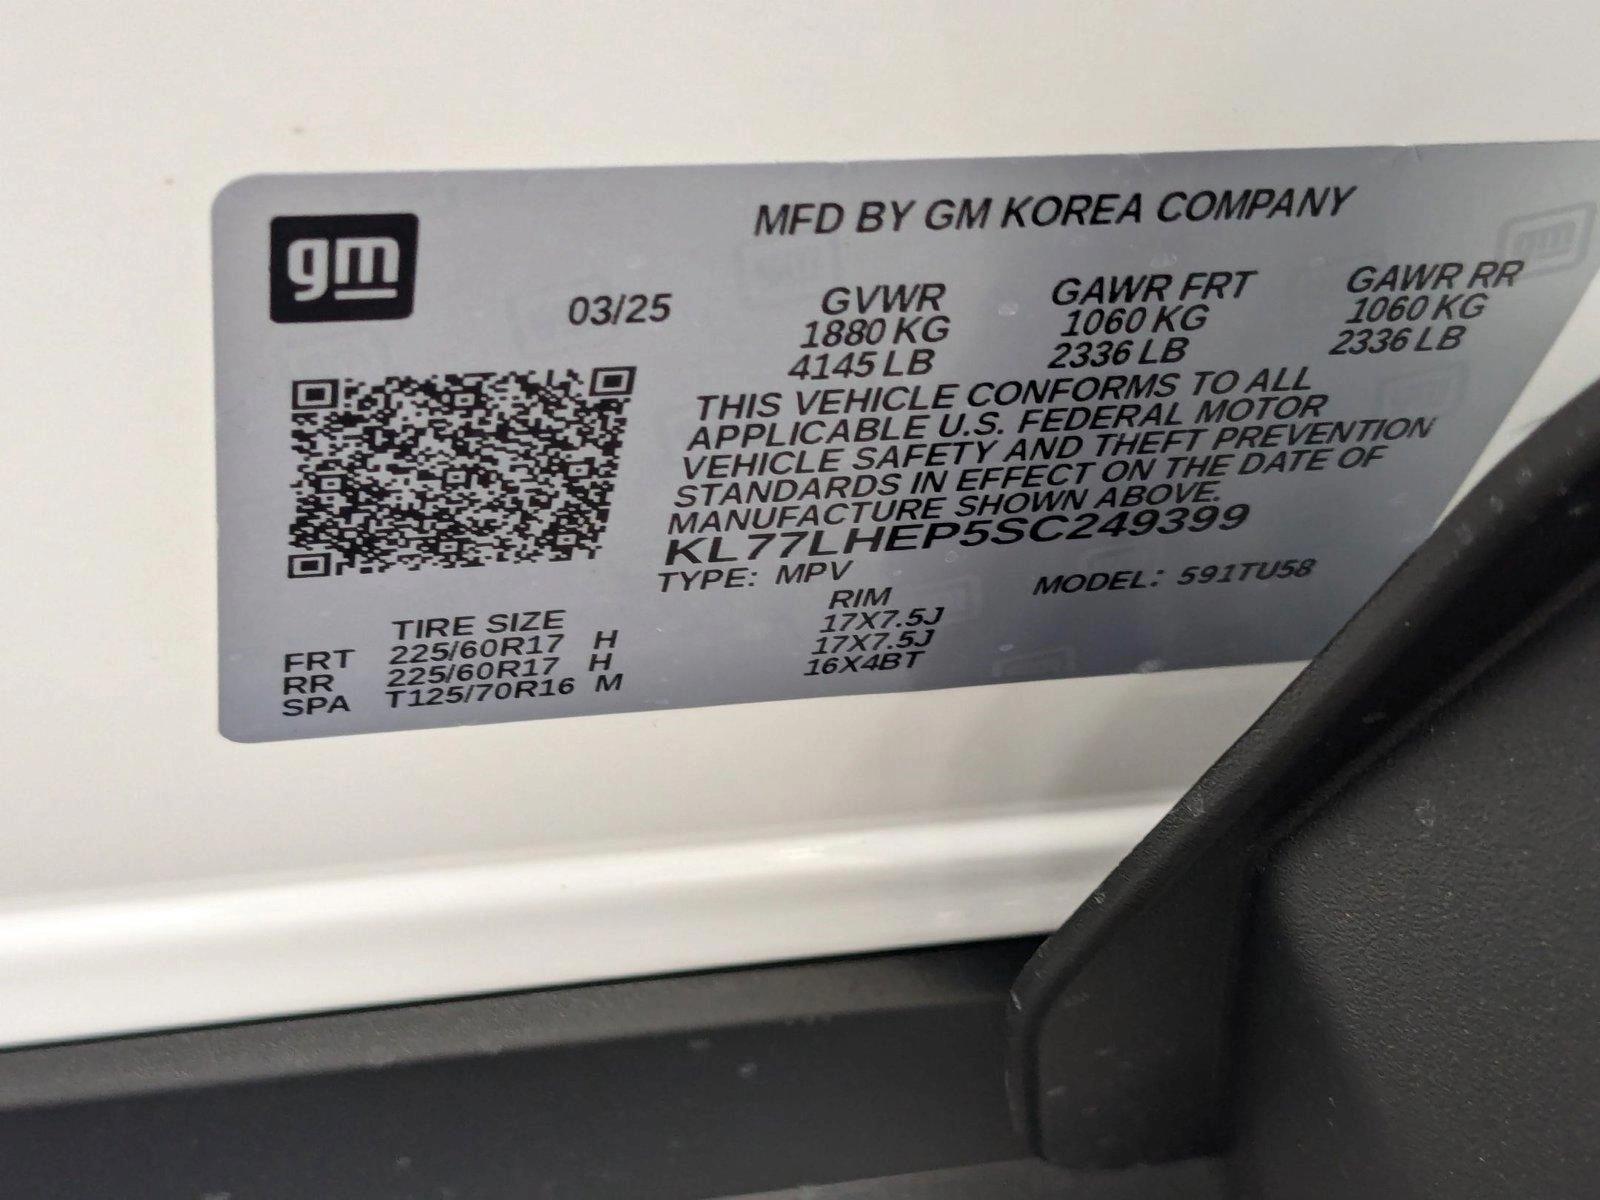 gm
MFD BY GM KOREA COMPANY
03/25 GVWR GAWR FRT GAWR RR
1880 KG 1060 KG 1060 KG
4145 LB 2336 LB 2336 LB
THIS VEHICLE CONFORMS TO ALL
APPLICABLE U.S. FEDERAL MOTOR
VEHICLE SAFETY AND THEFT PREVENTION
STANDARDS IN EFFECT ON THE DATE OF
MANUFACTURE SHOWN ABOVE.
KL77LHEP5SC249399
TYPE: MPV MODEL: 591TU58
TIRE SIZE RIM
FRT 225/60R17 H 17X7.5J
RR 225/60R17 H 17X7.5J
SPA T125/70R16 M 16X4BT